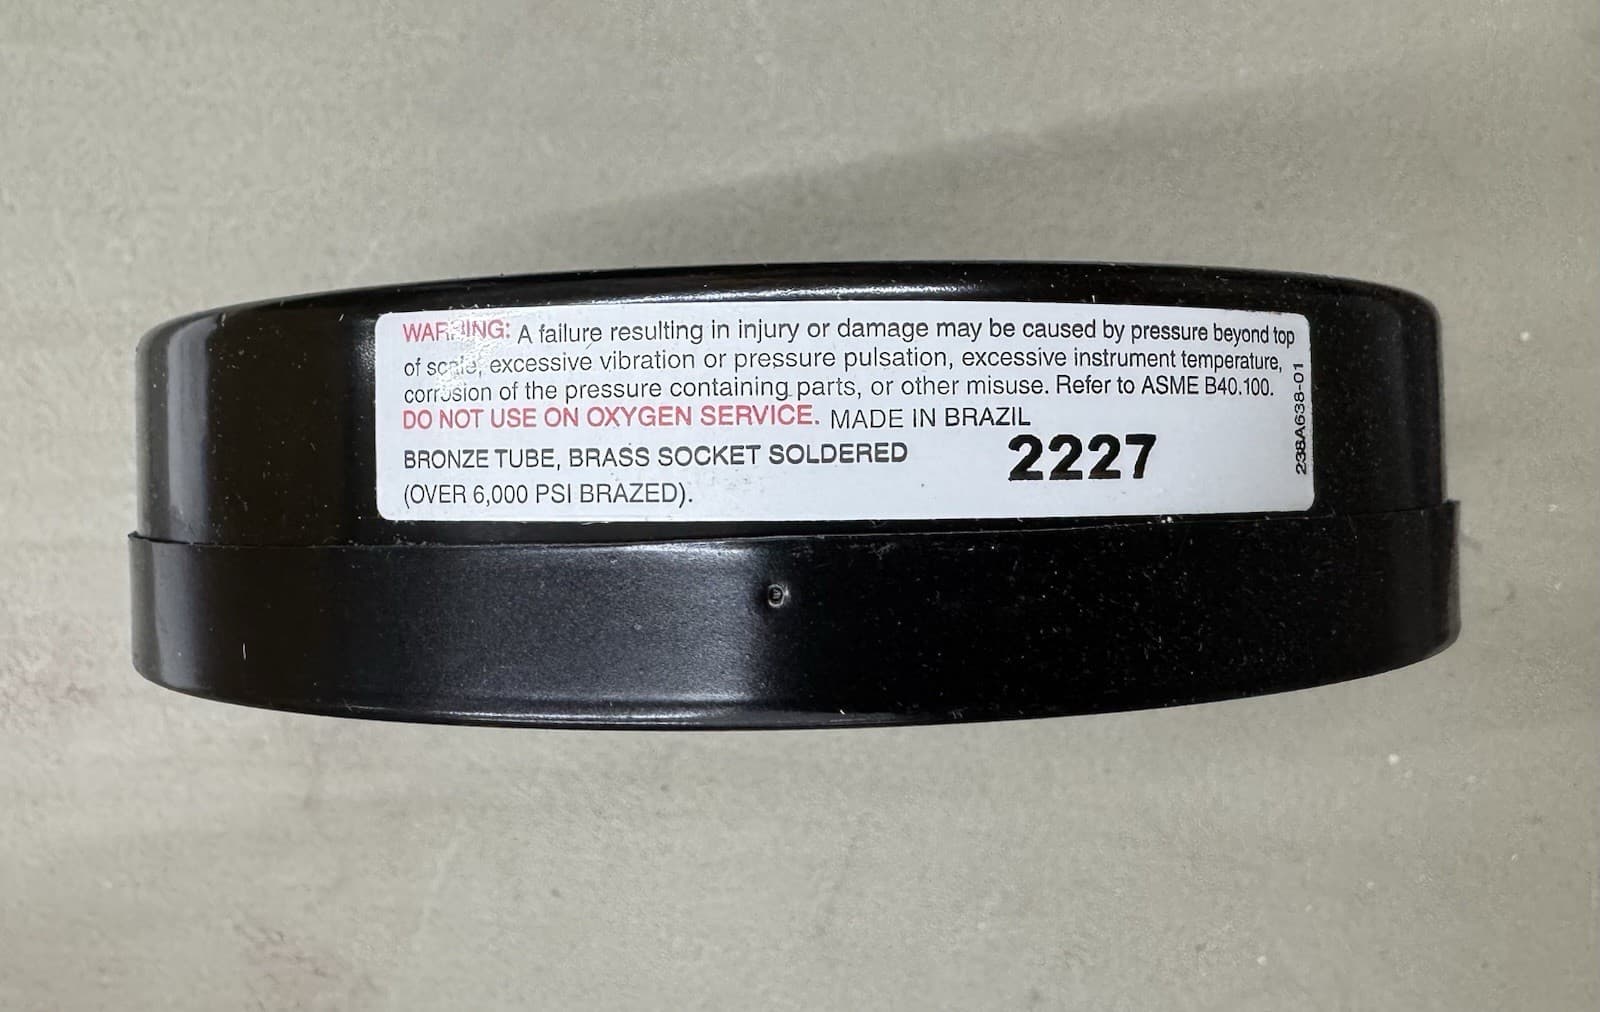 WARNING: A failure resulting in injury or damage may be caused by pressure beyond top
of scale, excessive vibration or pressure pulsation, excessive instrument temperature,
corrosion of the pressure containing parts, or other misuse. Refer to ASME B40.100.
DO NOT USE ON OXYGEN SERVICE. MADE IN BRAZIL
BRONZE TUBE, BRASS SOCKET SOLDERED
(OVER 6,000 PSI BRAZED).
2227
238A638-01